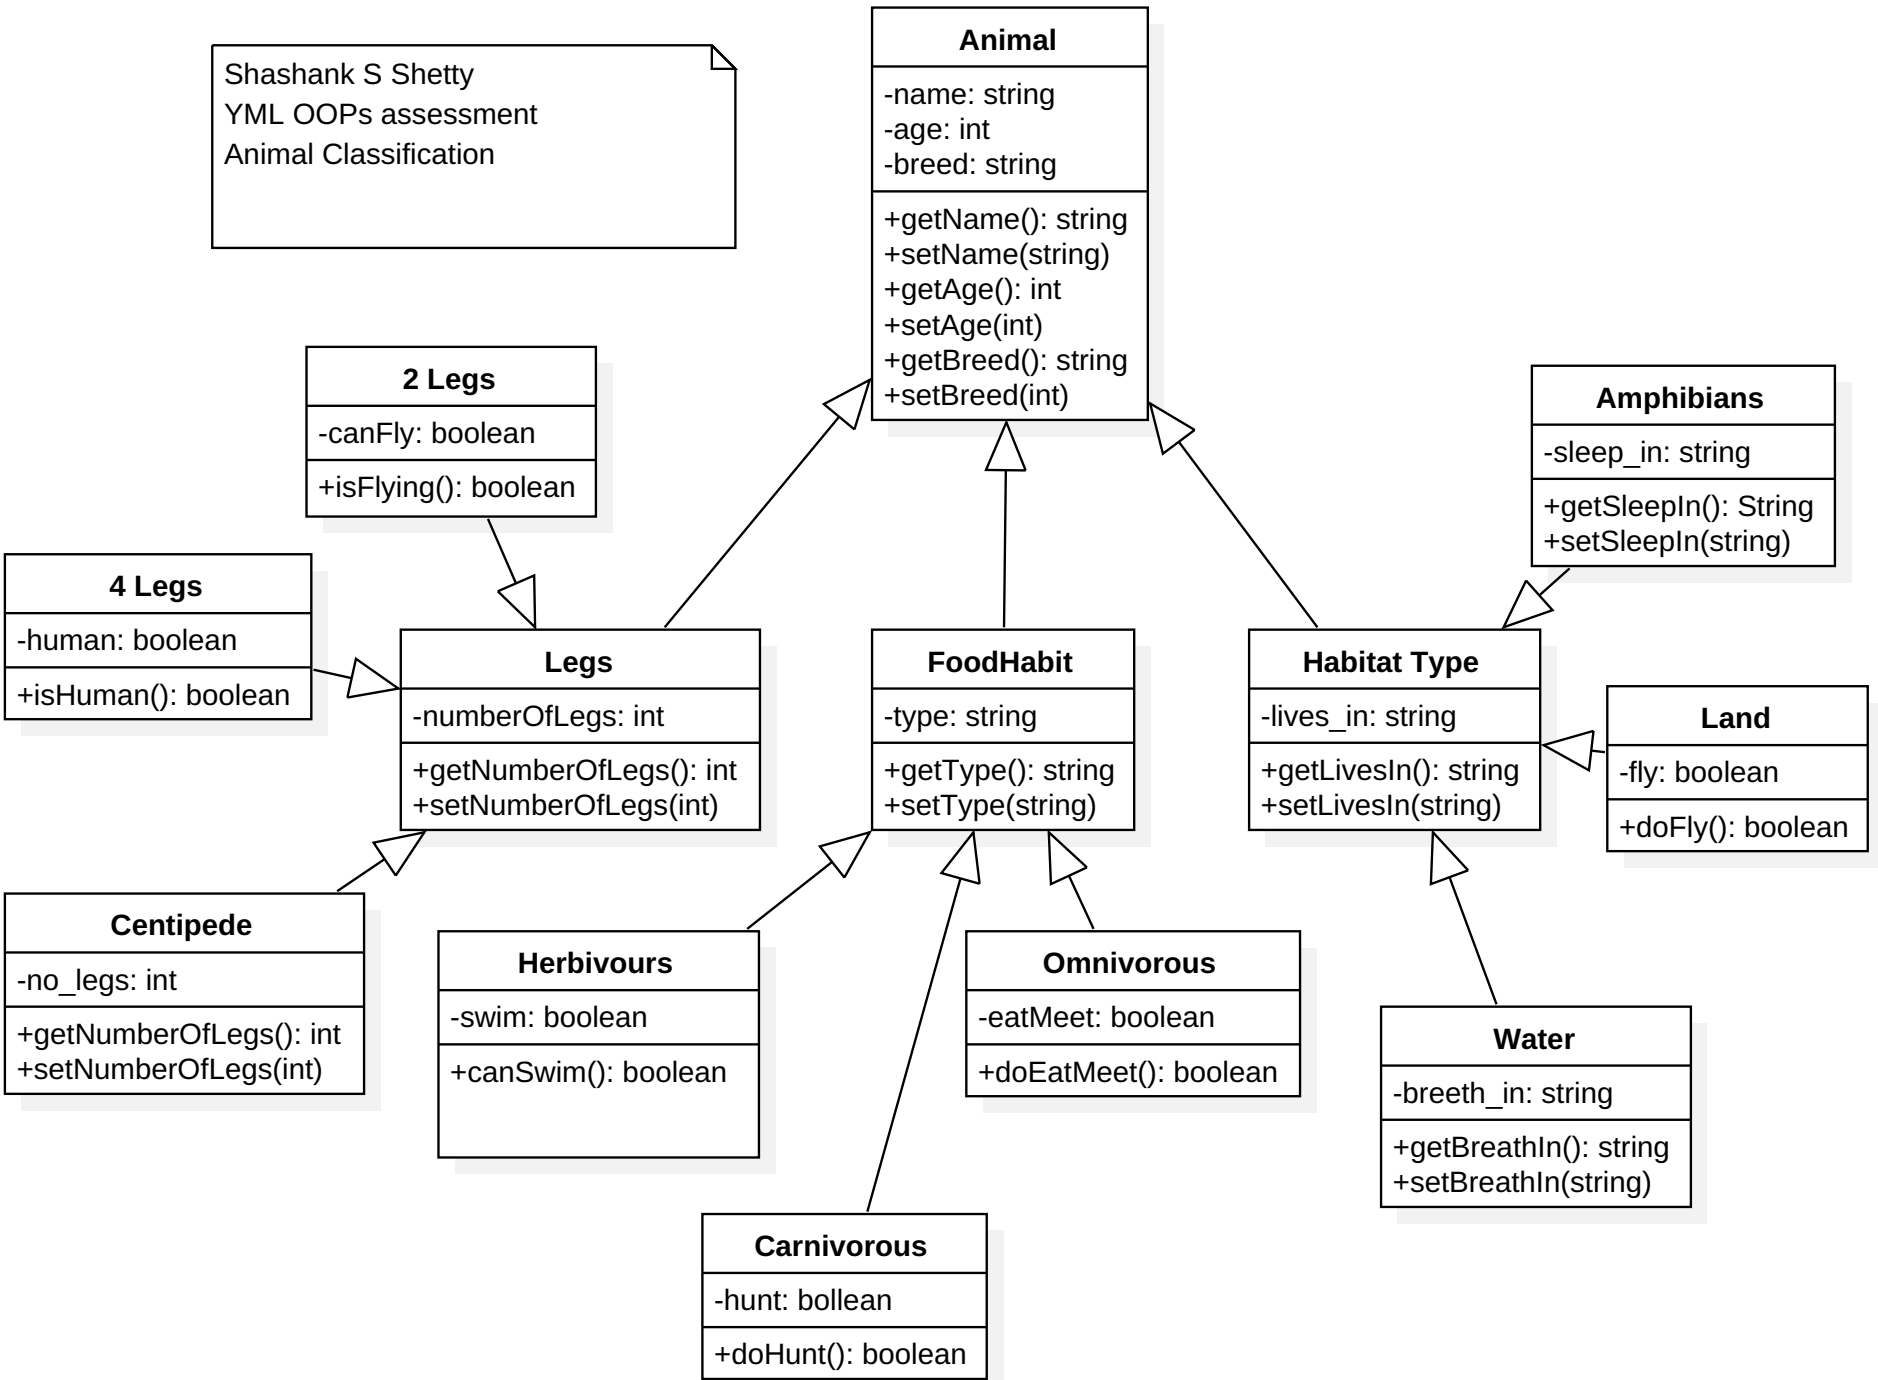 Shashank S Shetty
YML OOPs assessment
Animal Classification
Animal
-name: string
-age: int
-breed: string
+getName(): string
+setName(string)
+getAge(): int
+setAge(int)
+getBreed(): string
+setBreed(int)
2 Legs
-canFly: boolean
+isFlying(): boolean
Amphibians
-sleep_in: string
+getSleepIn(): String
+setSleepIn(string)
4 Legs
-human: boolean
+isHuman(): boolean
Legs
-numberOfLegs: int
+getNumberOfLegs(): int
+setNumberOfLegs(int)
FoodHabit
-type: string
+getType(): string
+setType(string)
Habitat Type
-lives_in: string
+getLivesIn(): string
+setLivesIn(string)
Land
-fly: boolean
+doFly(): boolean
Centipede
-no_legs: int
+getNumberOfLegs(): int
+setNumberOfLegs(int)
Herbivours
-swim: boolean
+canSwim(): boolean
Omnivorous
-eatMeet: boolean
+doEatMeet(): boolean
Water
-breeth_in: string
+getBreathIn(): string
+setBreathIn(string)
Carnivorous
-hunt: bollean
+doHunt(): boolean